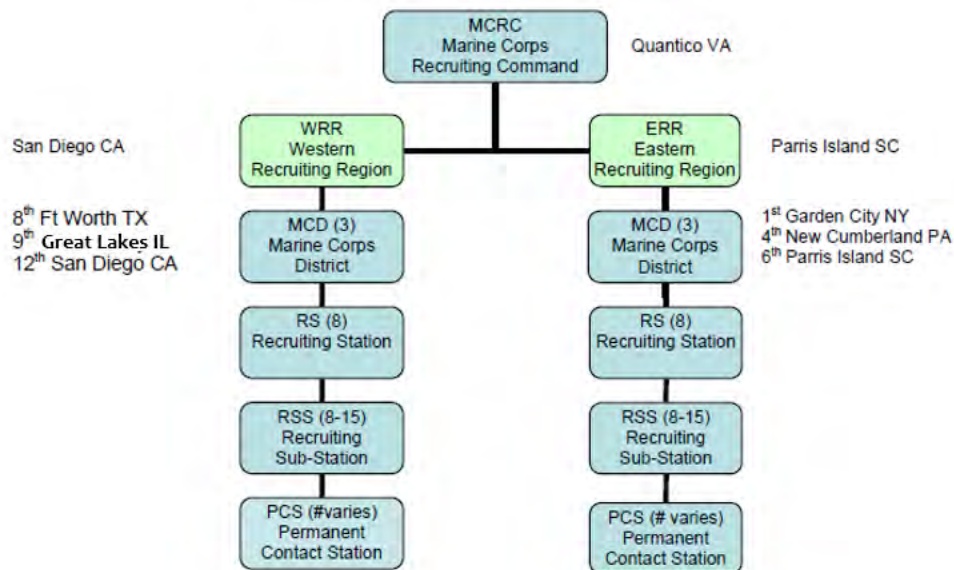 MCRC
Marine Corps
Recruiting Command
Quantico VA
San Diego CA
WRR
Western
Recruiting Region
ERR
Eastern
Recruiting Region
Parris Island SC
8th Ft Worth TX
9th Great Lakes IL
12th San Diego CA
MCD (3)
Marine Corps
District
MCD (3)
Marine Corps
District
1st Garden City NY
4th New Cumberland PA
6th Parris Island SC
RS (8)
Recruiting Station
RS (8)
Recruiting Station
RSS (8-15)
Recruiting
Sub-Station
RSS (8-15)
Recruiting
Sub-Station
PCS (#varies)
Permanent
Contact Station
PCS (# varies)
Permanent
Contact Station